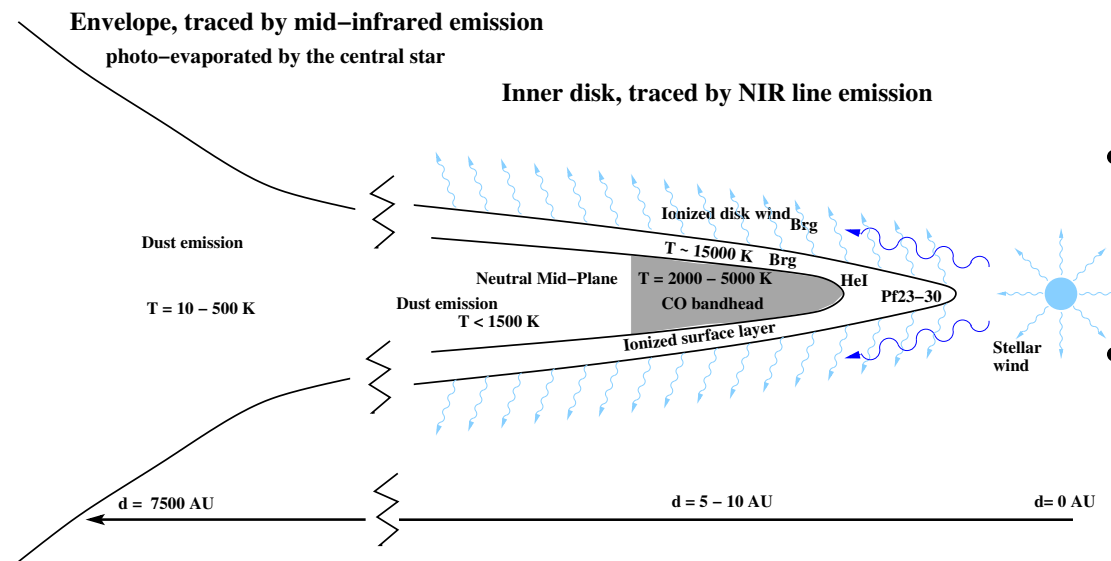 Envelope, traced by mid−infrared emission
photo−evaporated by the central star
Inner disk, traced by NIR line emission
Ionized disk wind
Brg
Dust emission
T ~ 15000 K
Brg
Neutral Mid−Plane
T = 2000 − 5000 K
HeI
Pf23−30
T = 10 − 500 K
Dust emission
CO bandhead
T < 1500 K
Ionized surface layer
Stellar
wind
d = 7500 AU
d = 5 − 10 AU
d= 0 AU